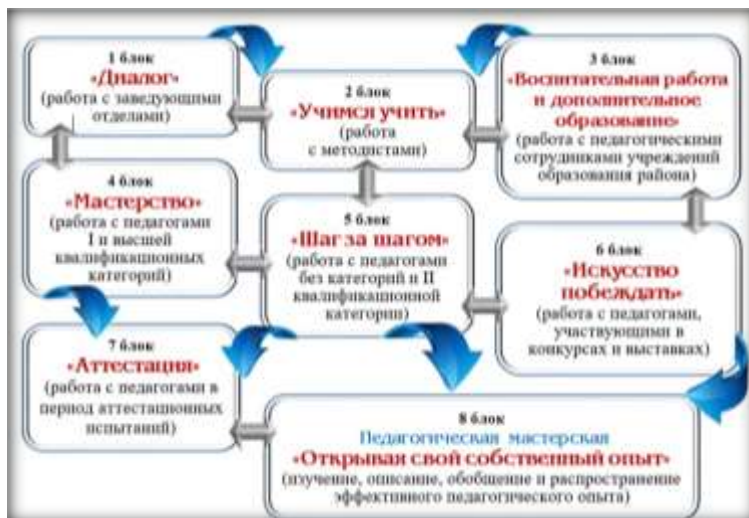 1 блок
«Диалог»
(работа с заведующими
отделами)
2 блок
«Учимся учить»
(работа
с методистами)
3 блок
«Воспитательная работа
и дополнительное
образование»
(работа с педагогическими
сотрудниками учреждений
образования района)
4 блок
«Мастерство»
(работа с педагогами
I и высшей
квалификационных
категорий)
5 блок
«Шаг за шагом»
(работа с педагогами
без категорий и II
квалификационной
категории)
6 блок
«Искусство
побеждать»
(работа с педагогами,
участвующими в
конкурсах и выставках)
7 блок
«Аттестация»
(работа с педагогами в
период аттестационных
испытаний)
8 блок
Педагогическая мастерская
«Открывая свой собственный опыт»
(изучение, описание, обобщение и распространение
эффективного педагогического опыта)